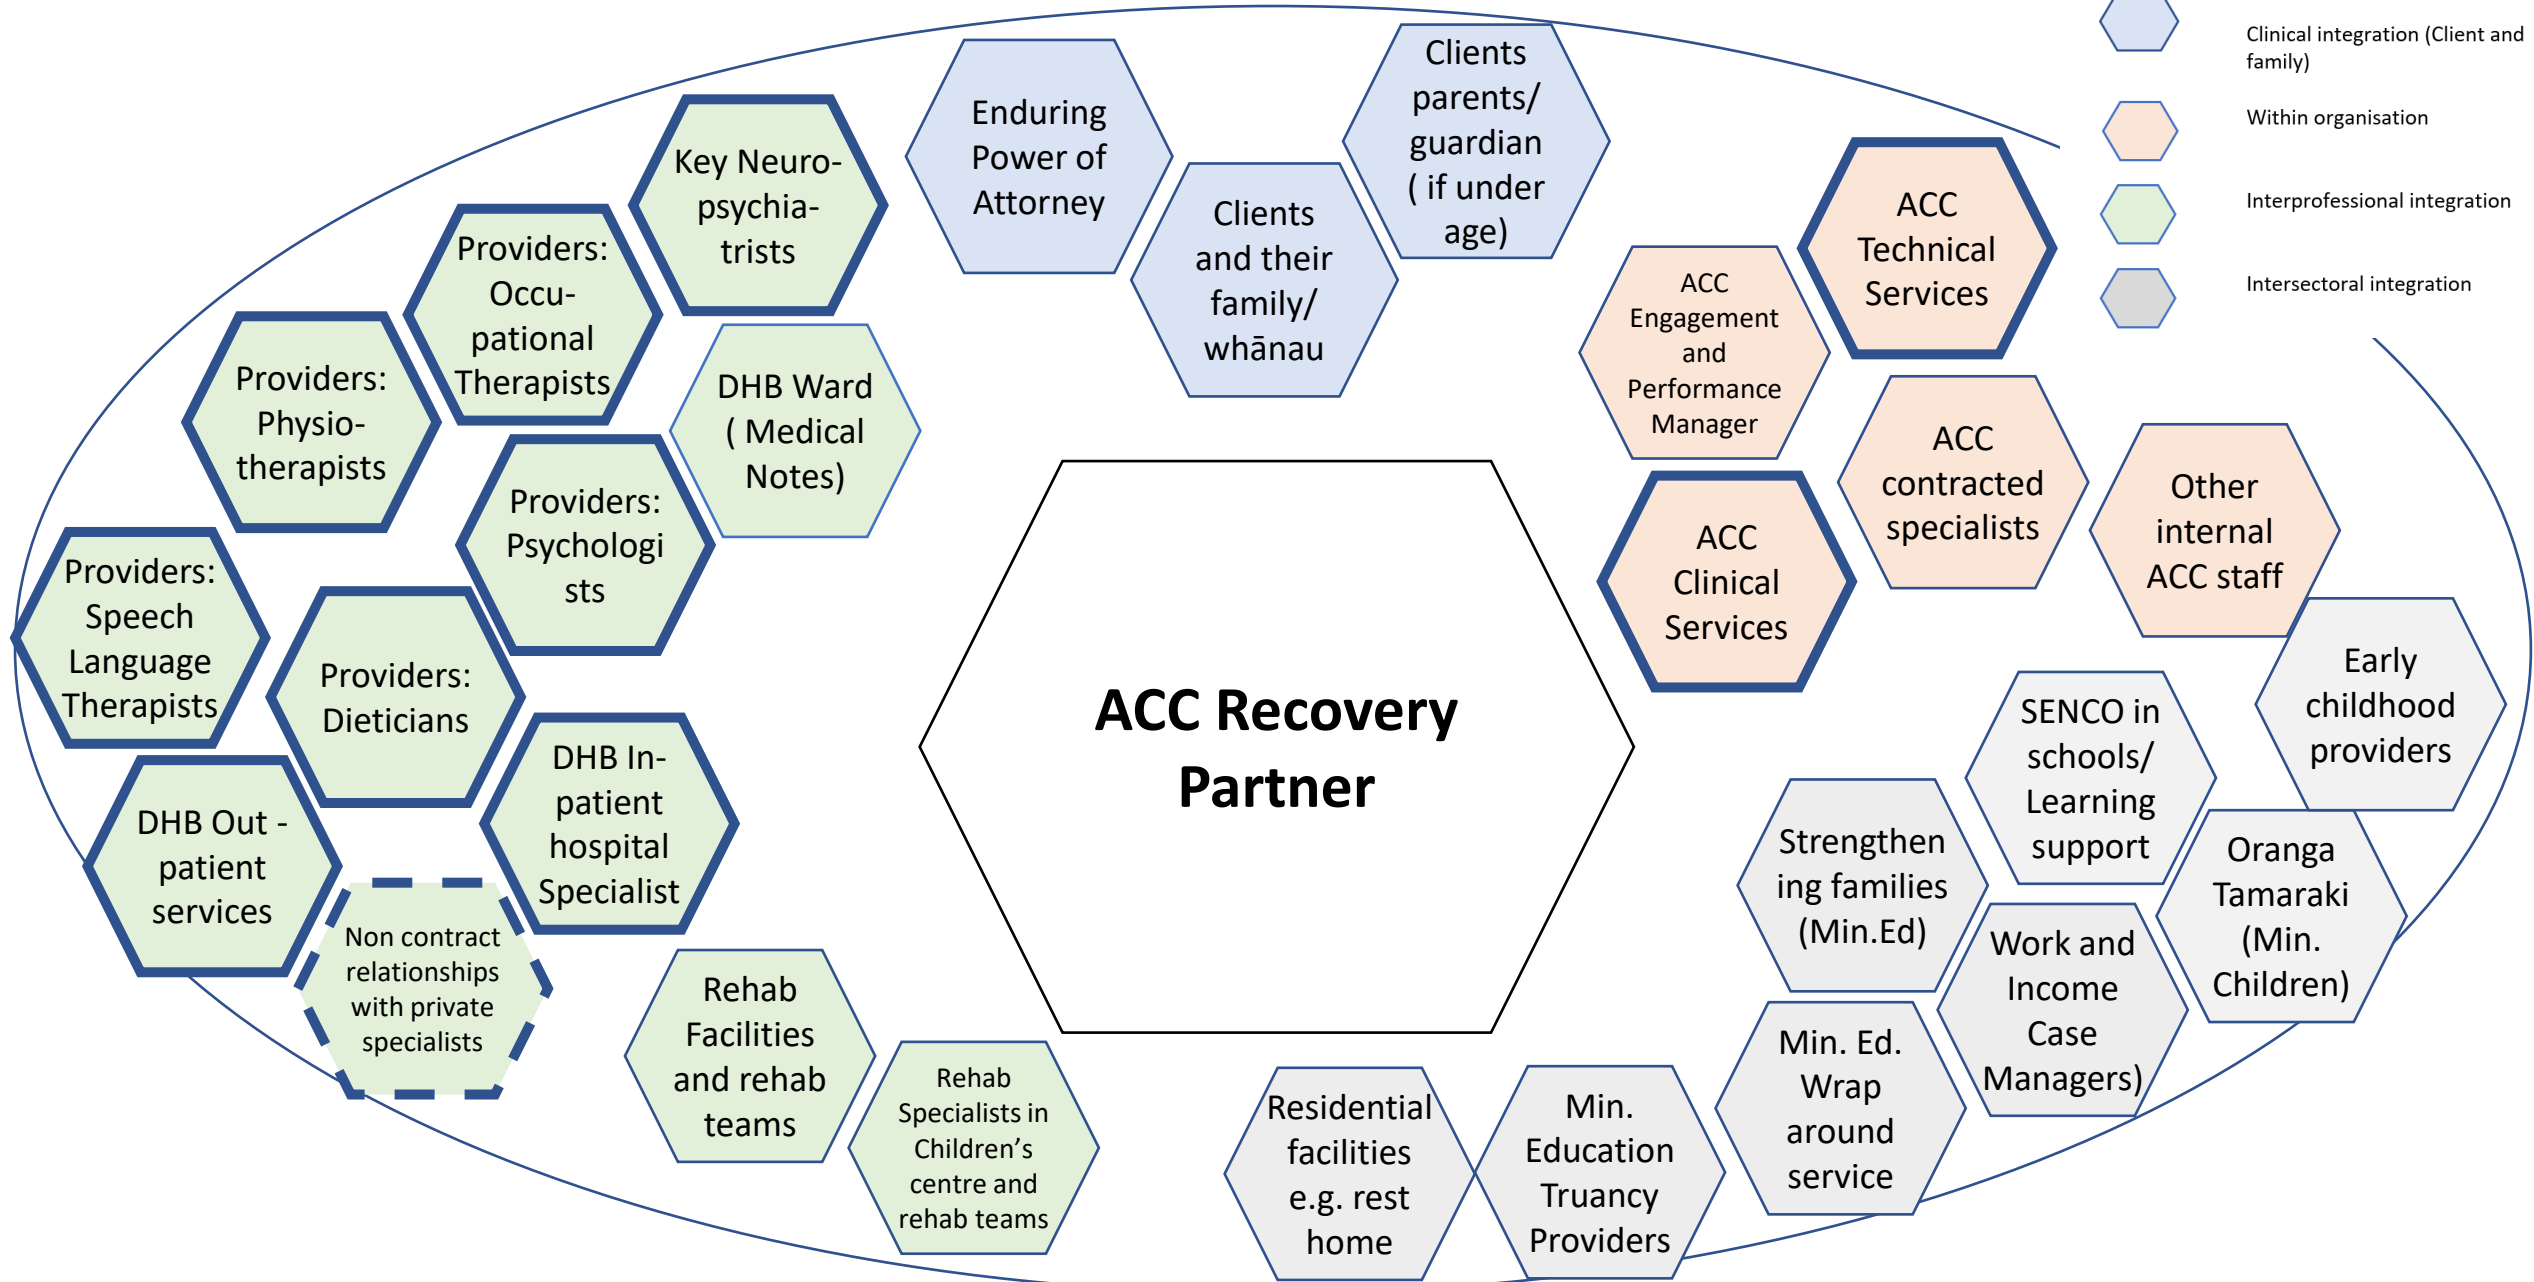 Clinical integration (Client and
family)
Within organisation
Interprofessional integration
Intersectoral integration
Enduring
Power of
Attorney
Clients
parents/
guardian
( if under
age)
Clients
and their
family/
whānau
Key Neuro-
psychia-
trists
Providers:
Occu-
pational
Therapists
Providers:
Physio-
therapists
DHB Ward
( Medical
Notes)
Providers:
Psychologi
sts
Providers:
Speech
Language
Therapists
Providers:
Dieticians
DHB In-
patient
hospital
Specialist
DHB Out -
patient
services
Non contract
relationships
with private
specialists
Rehab
Facilities
and rehab
teams
Rehab
Specialists in
Children’s
centre and
rehab teams
ACC Recovery
Partner
ACC
Technical
Services
ACC
Engagement
and
Performance
Manager
ACC
contracted
specialists
Other
internal
ACC staff
ACC
Clinical
Services
Early
childhood
providers
SENCO in
schools/
Learning
support
Strengthen
ing families
(Min.Ed)
Oranga
Tamaraki
(Min.
Children)
Work and
Income
Case
Managers)
Min. Ed.
Wrap
around
service
Min.
Education
Truancy
Providers
Residential
facilities
e.g. rest
home